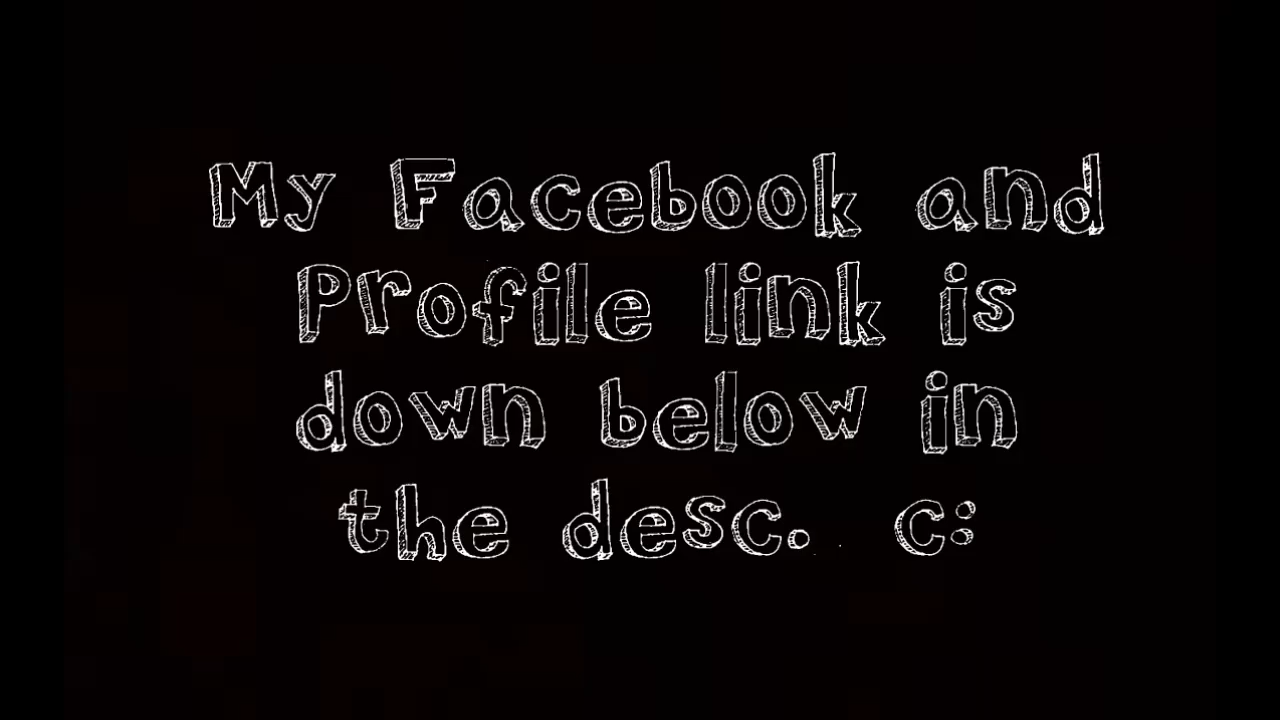 My Facebook and
Profile link is
down below in
the desc. c: